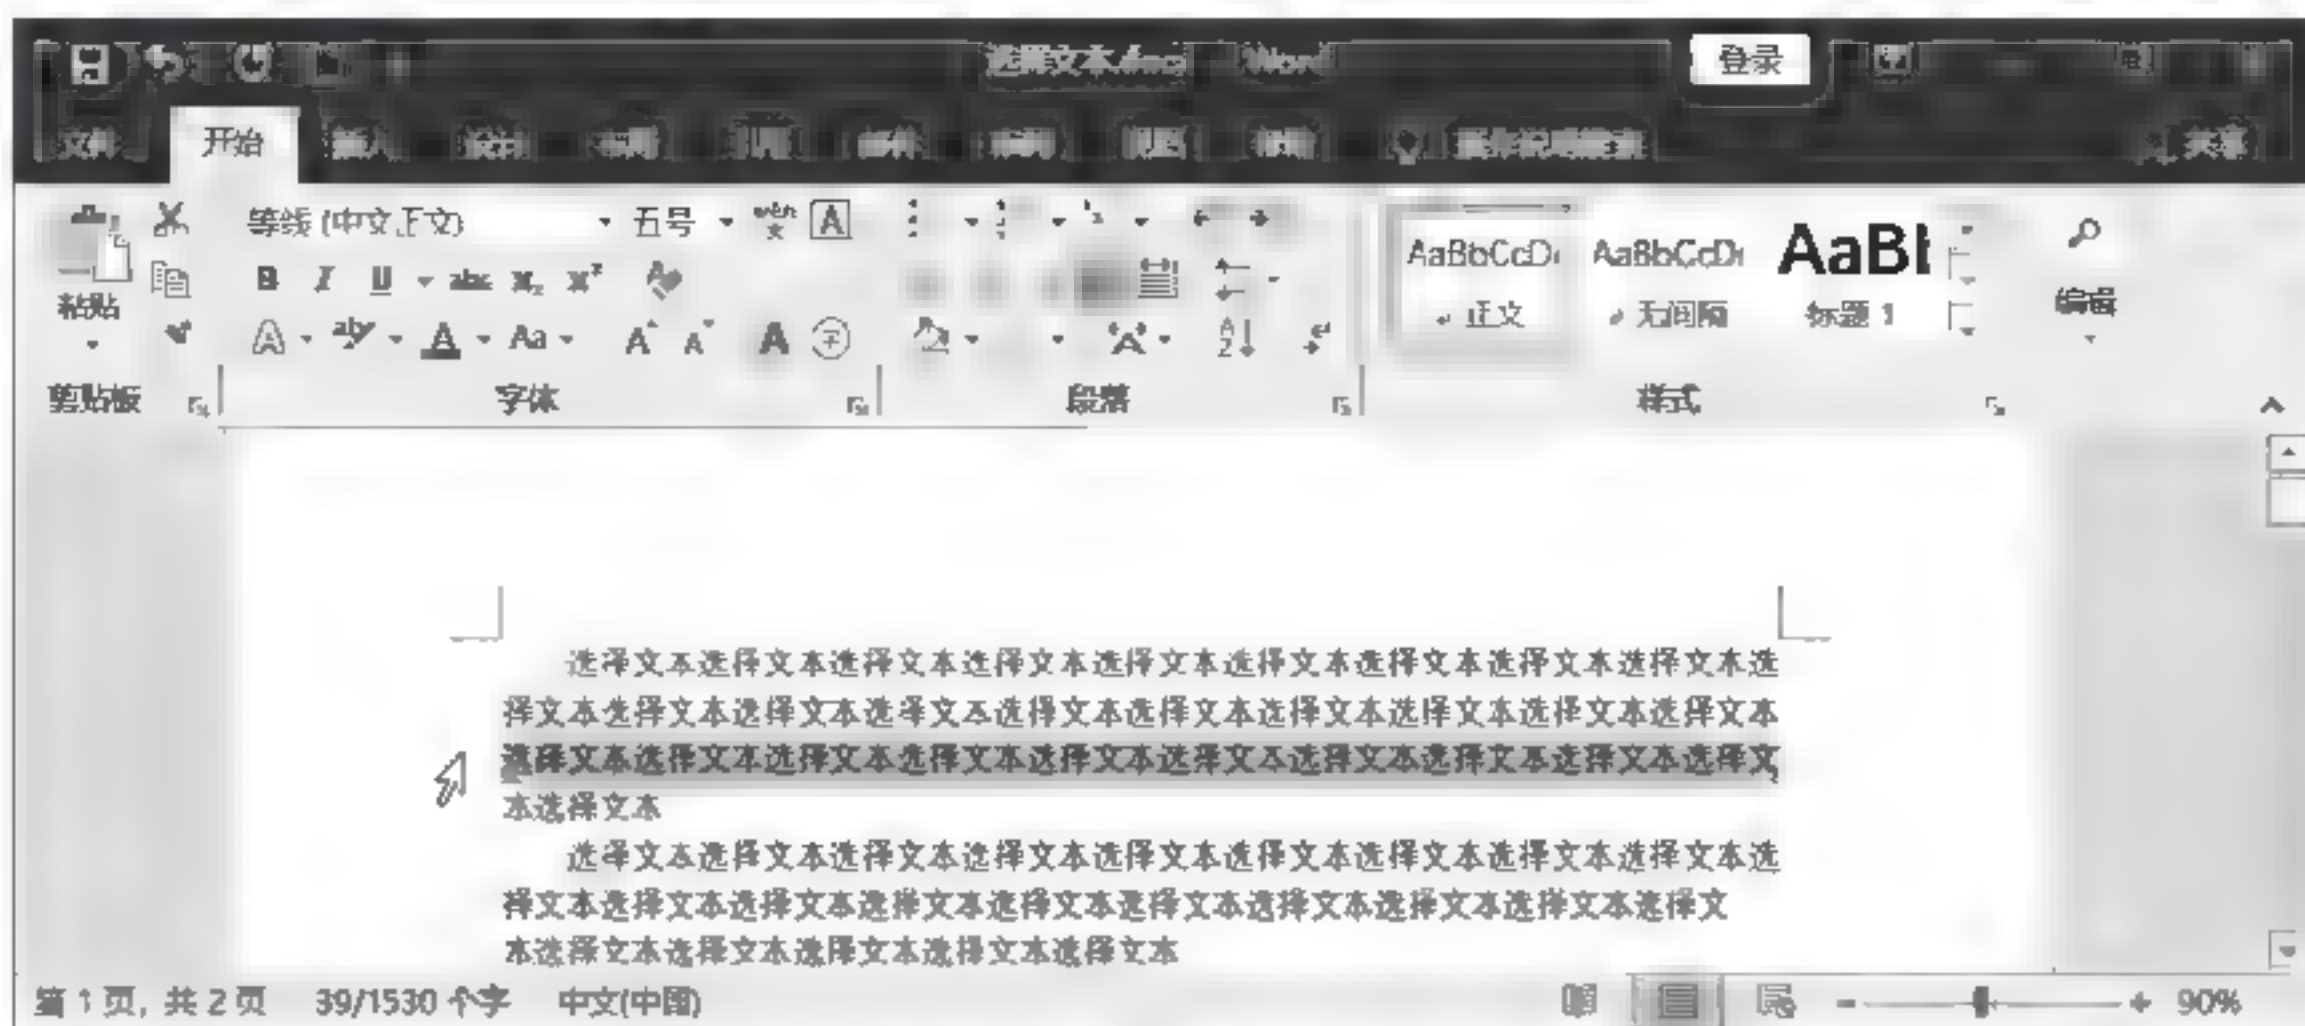 选择文本 登录
开始
等线 (中文正文) 五号 wén 文 A
AaBbCcD AaBbCcD AaBl
B I U abc X₂ X²
粘贴 正文 无间隔 标题 1 编辑
A aby A Aa A A A 字
剪贴板 字体 段落 样式
选择文本选择文本选择文本选择文本选择文本选择文本选择文本选择文本选择文本选
择文本选择文本选择文本选择文本选择文本选择文本选择文本选择文本选择文本选择文本
选择文本选择文本选择文本选择文本选择文本选择文本选择文本选择文本选择文本选择文
本选择文本
选择文本选择文本选择文本选择文本选择文本选择文本选择文本选择文本选择文本选
择文本选择文本选择文本选择文本选择文本选择文本选择文本选择文本选择文本选择文
本选择文本选择文本选择文本选择文本选择文本
第 1 页, 共 2 页 39/1530 个字 中文(中国) 90%